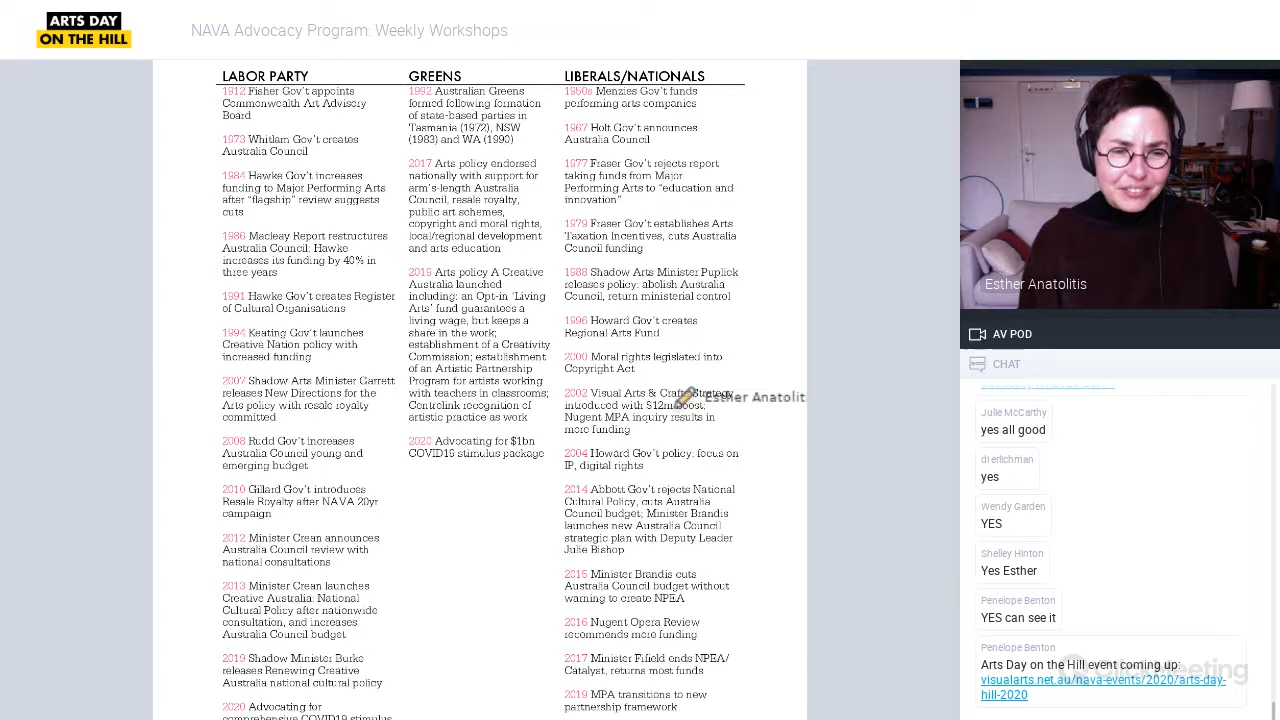 ARTS DAY
ON THE HILL
NAVA Advocacy Program: Weekly Workshops
LABOR PARTY
1912 Fisher Gov't appoints
Commonwealth Art Advisory
Board
1973 Whitlam Gov't creates
Australia Council
1984 Hawke Gov't increases
funding to Major Performing Arts
after "flagship" review suggests
cuts
1986 Macleay Report restructures
Australia Council; Hawke
increases its funding by 40% in
three years
1991 Hawke Gov't creates Register
of Cultural Organisations
1994 Keating Gov't launches
Creative Nation policy with
increased funding
2007 Shadow Arts Minister Garrett
releases New Directions for the
Arts policy with resale royalty
committed
2008 Rudd Gov't increases
Australia Council young and
emerging budget
2010 Gillard Gov't introduces
Resale Royalty after NAVA 20yr
campaign
2012 Minister Crean announces
Australia Council review with
national consultations
2013 Minister Crean launches
Creative Australia: National
Cultural Policy after nationwide
consultation, and increases
Australia Council budget
2019 Shadow Minister Burke
releases Renewing Creative
Australia national cultural policy
2020 Advocating for
comprehensive COVID19 stimulus
GREENS
1992 Australian Greens
formed following formation
of state-based parties in
Tasmania (1972), NSW
(1983) and WA (1990)
2017 Arts policy endorsed
nationally with support for
arm's-length Australia
Council, resale royalty,
public art schemes,
copyright and moral rights,
local/regional development
and arts education
2019 Arts policy A Creative
Australia launched
including: an Opt-in 'Living
Arts' fund guarantees a
living wage, but keeps a
share in the work;
establishment of a Creativity
Commission; establishment
of an Artistic Partnership
Program for artists working
with teachers in classrooms;
Centrelink recognition of
artistic practice as work
2020 Advocating for $1bn
COVID19 stimulus package
LIBERALS/NATIONALS
1950s Menzies Gov't funds
performing arts companies
1967 Holt Gov't announces
Australia Council
1977 Fraser Gov't rejects report
taking funds from Major
Performing Arts to "education and
innovation"
1979 Fraser Gov't establishes Arts
Taxation Incentives, cuts Australia
Council funding
1988 Shadow Arts Minister Puplick
releases policy: abolish Australia
Council, return ministerial control
1996 Howard Gov't creates
Regional Arts Fund
2000 Moral rights legislated into
Copyright Act
2002 Visual Arts & Craft Strategy
introduced with $12m boost;
Nugent MPA inquiry results in
more funding
2004 Howard Gov't policy: focus on
IP, digital rights
2014 Abbott Gov't rejects National
Cultural Policy, cuts Australia
Council budget; Minister Brandis
launches new Australia Council
strategic plan with Deputy Leader
Julie Bishop
2015 Minister Brandis cuts
Australia Council budget without
warning to create NPEA
2016 Nugent Opera Review
recommends more funding
2017 Minister Fifield ends NPEA/
Catalyst, returns most funds
2019 MPA transitions to new
partnership framework
Esther Anatolitis
Esther Anatolitis
AV POD
CHAT
Julie McCarthy
yes all good
di erlichman
yes
Wendy Garden
YES
Shelley Hinton
Yes Esther
Penelope Benton
YES can see it
Penelope Benton
Arts Day on the Hill event coming up:
visualarts.net.au/nava-events/2020/arts-day-
hill-2020
ClickMeeting